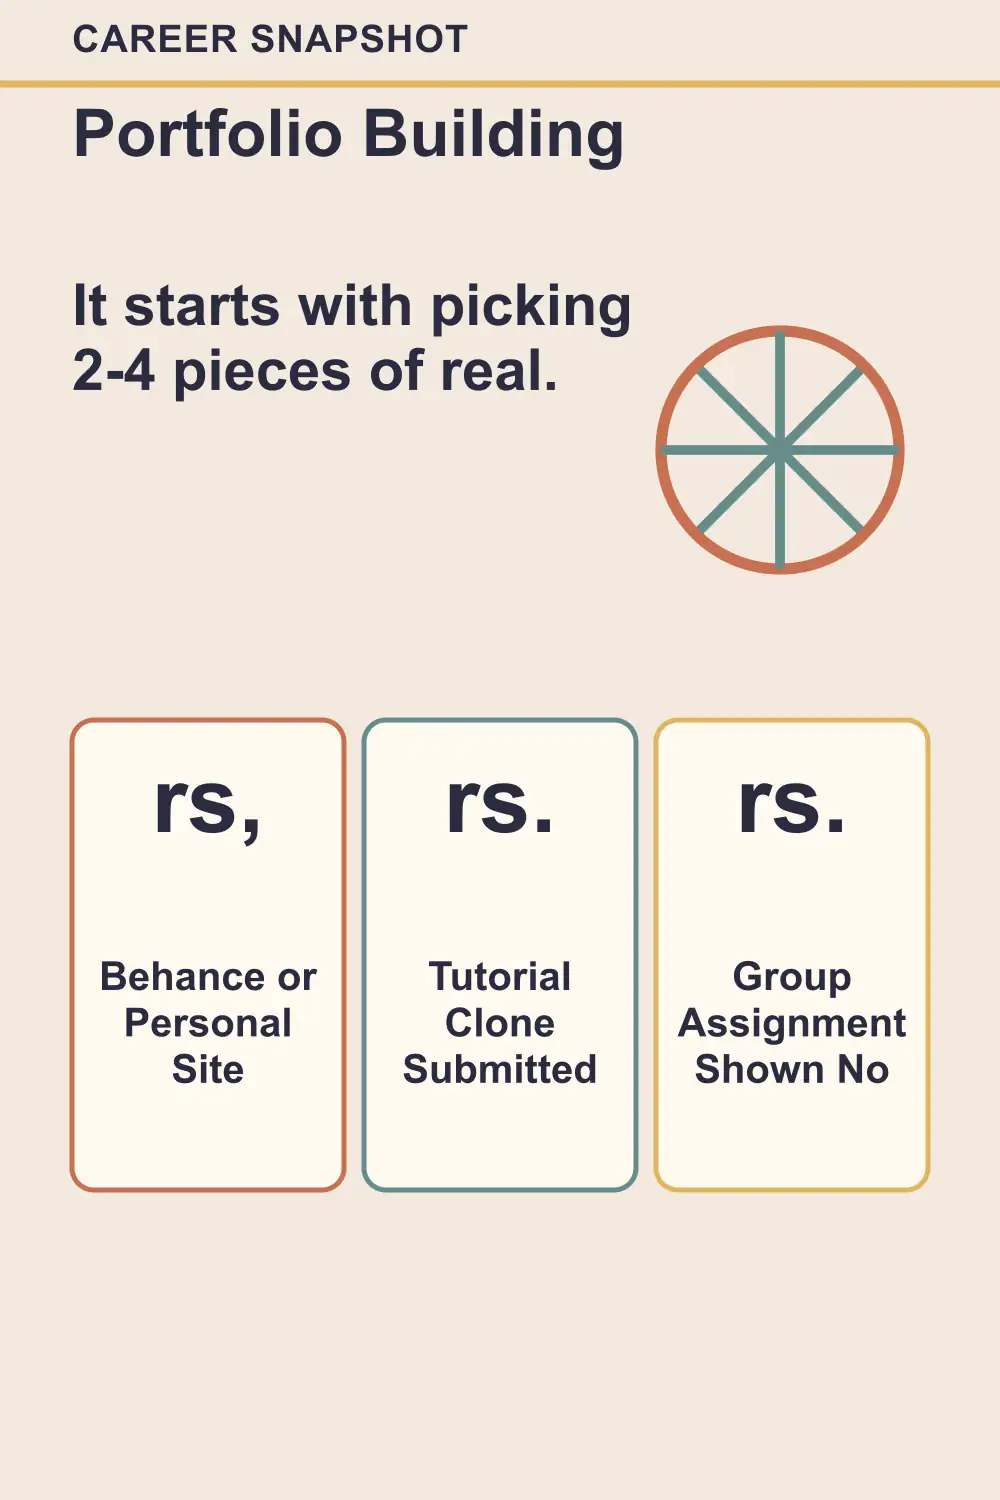 CAREER SNAPSHOT
Portfolio Building
It starts with picking
2-4 pieces of real.
rs,
Behance or
Personal
Site
rs.
Tutorial
Clone
Submitted
rs.
Group
Assignment
Shown No